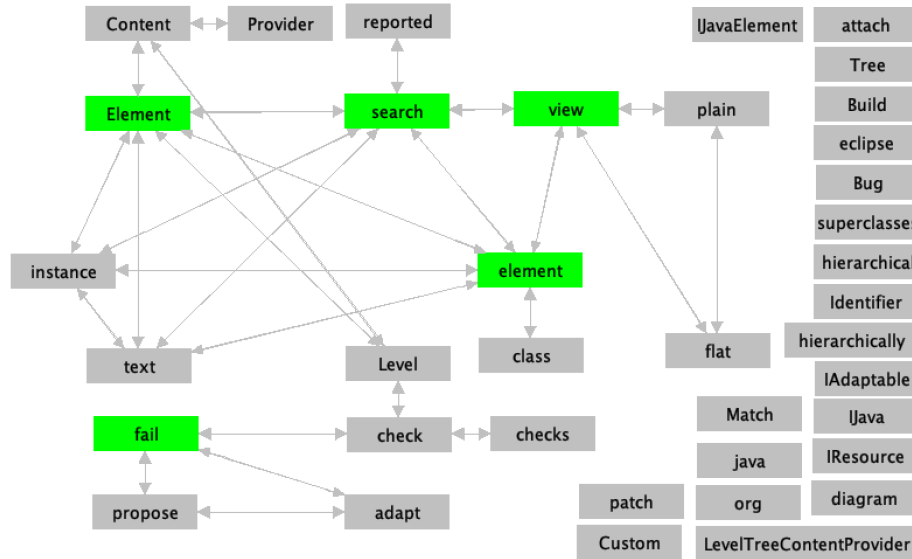 Content
Provider
reported
IJavaElement
attach
Tree
Element
search
view
plain
Build
eclipse
Bug
superclasses
hierarchical
instance
element
Identifier
hierarchically
text
Level
class
flat
IAdaptable
Match
IJava
fail
check
checks
java
IResource
propose
adapt
patch
org
diagram
Custom
LevelTreeContentProvider